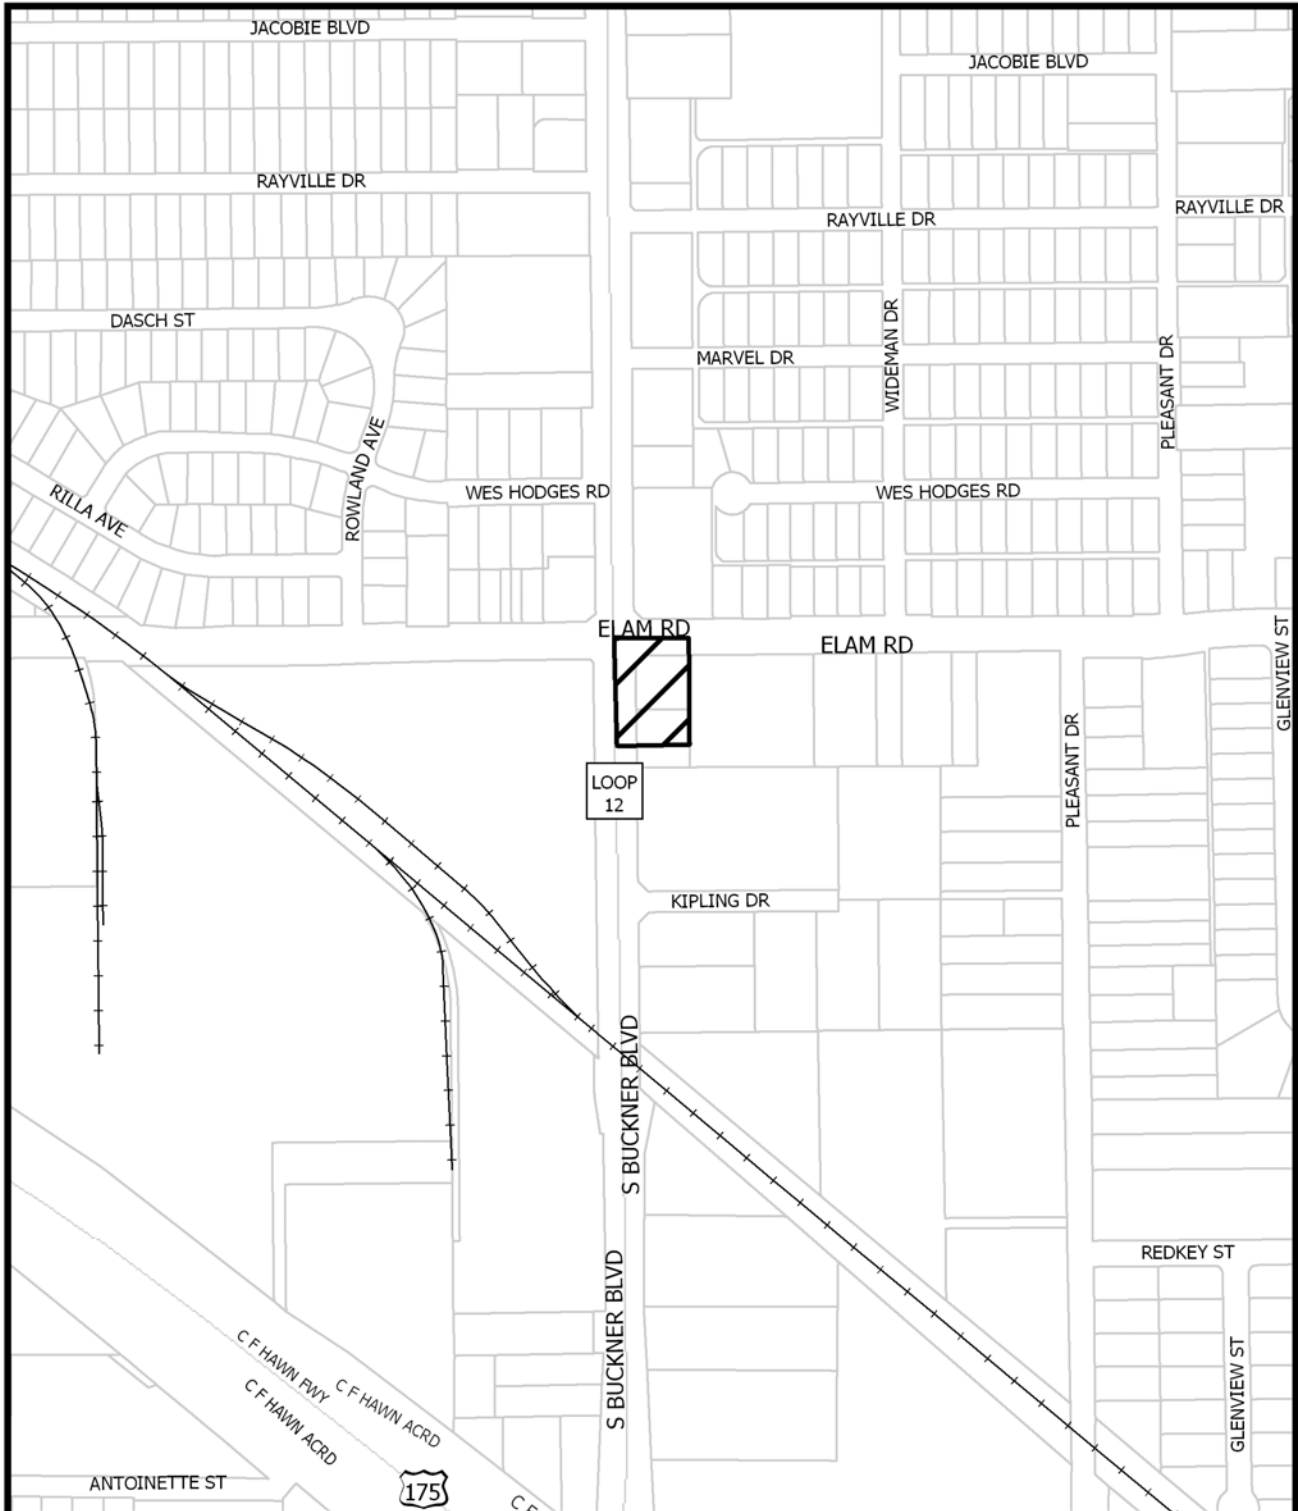 JACOBIE BLVD
JACOBIE BLVD
RAYVILLE DR
RAYVILLE DR
RAYVILLE DR
DASCH ST
MARVEL DR
WIDEMAN DR
PLEASANT DR
ROWLAND AVE
RILLA AVE
WES HODGES RD
WES HODGES RD
ELAM RD
ELAM RD
GLENVIEW ST
PLEASANT DR
LOOP
12
KIPLING DR
S BUCKNER BLVD
REDKEY ST
S BUCKNER BLVD
GLENVIEW ST
C F HAWN FWY
C F HAWN ACRD
C F HAWN ACRD
ANTOINETTE ST
175
C F